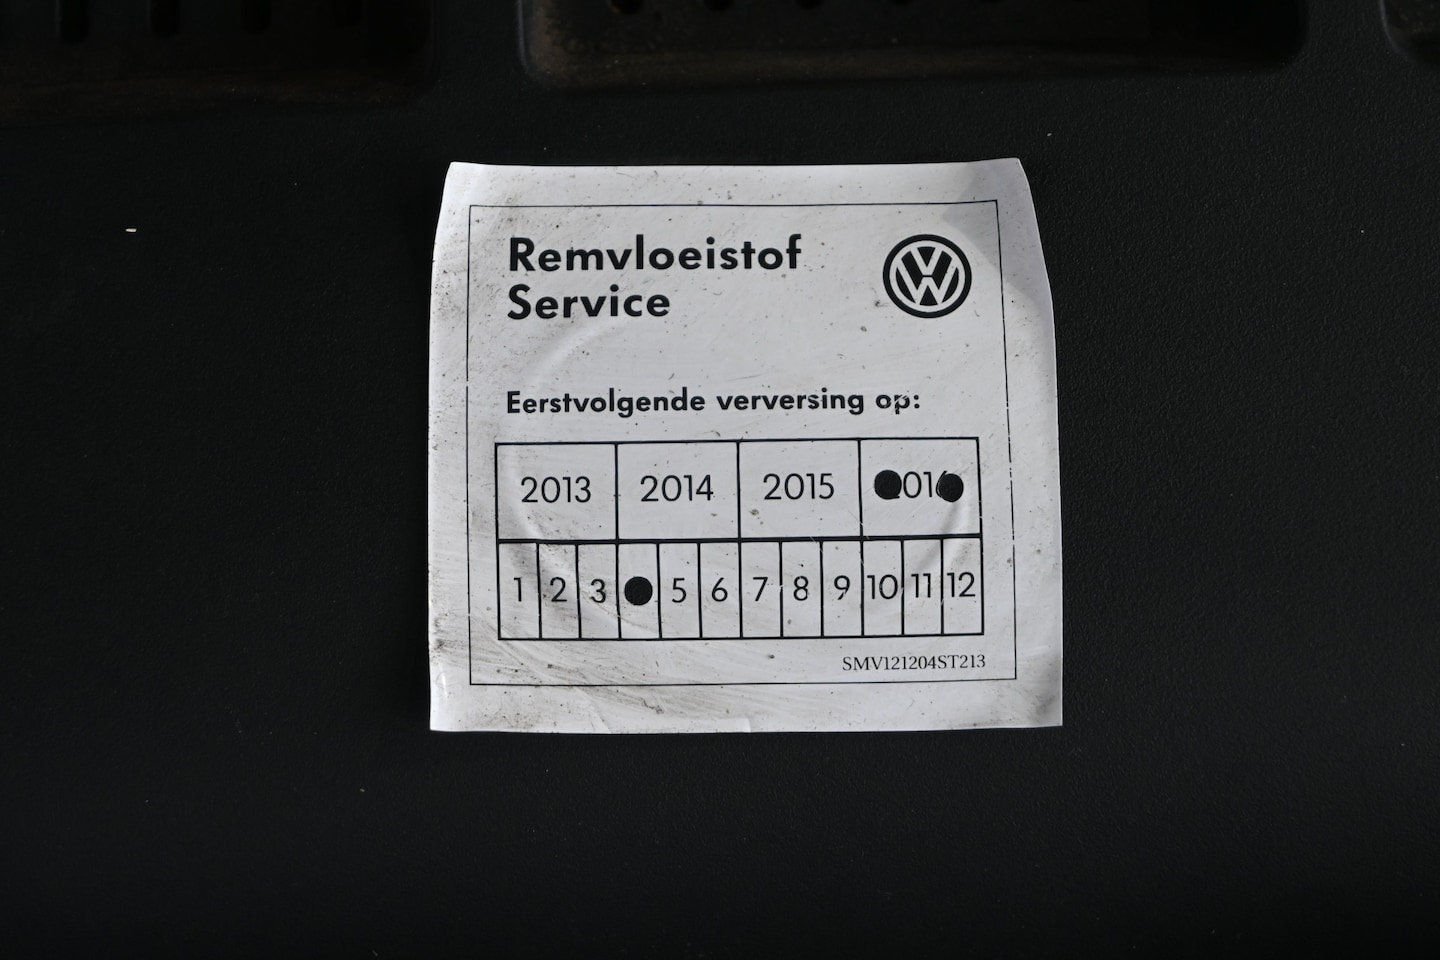 Remvloeistof
Service
Eerstvolgende verversing op:
2013 2014 2015 2016
1 2 3 5 6 7 8 9 10 11 12
SMV121204ST213